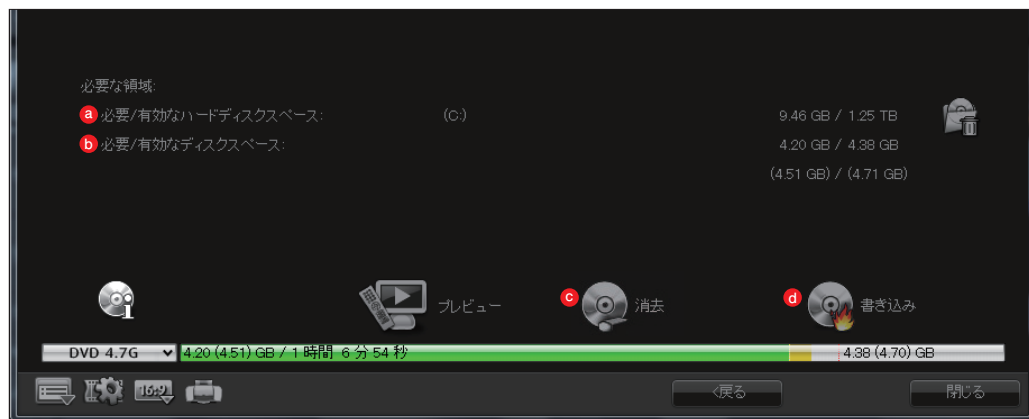 必要な領域:
a 必要/有効なハードディスクスペース: (C:) 9.46 GB / 1.25 TB
b 必要/有効なディスクスペース: 4.20 GB / 4.38 GB
(4.51 GB) / (4.71 GB)
プレビュー c 消去 d 書き込み
DVD 4.7G 4.20 (4.51) GB / 1 時間 6 分 54 秒 4.38 (4.70) GB
16:9 <戻る 閉じる